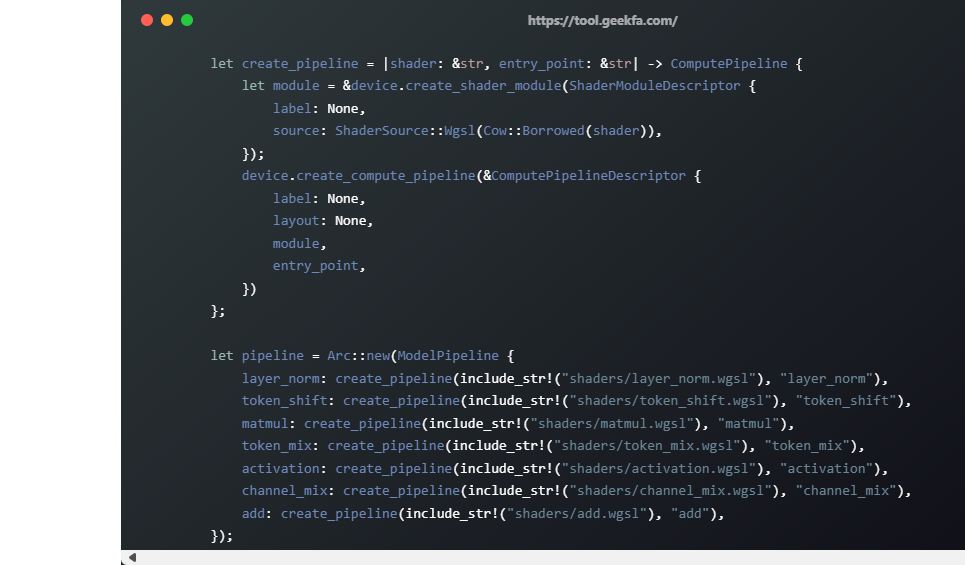 https://tool.geekfa.com/
let create_pipeline = |shader: &str, entry_point: &str| -> ComputePipeline {
    let module = &device.create_shader_module(ShaderModuleDescriptor {
        label: None,
        source: ShaderSource::Wgsl(Cow::Borrowed(shader)),
    });
    device.create_compute_pipeline(&ComputePipelineDescriptor {
        label: None,
        layout: None,
        module,
        entry_point,
    })
};

let pipeline = Arc::new(ModelPipeline {
    layer_norm: create_pipeline(include_str!("shaders/layer_norm.wgsl"), "layer_norm"),
    token_shift: create_pipeline(include_str!("shaders/token_shift.wgsl"), "token_shift"),
    matmul: create_pipeline(include_str!("shaders/matmul.wgsl"), "matmul"),
    token_mix: create_pipeline(include_str!("shaders/token_mix.wgsl"), "token_mix"),
    activation: create_pipeline(include_str!("shaders/activation.wgsl"), "activation"),
    channel_mix: create_pipeline(include_str!("shaders/channel_mix.wgsl"), "channel_mix"),
    add: create_pipeline(include_str!("shaders/add.wgsl"), "add"),
});